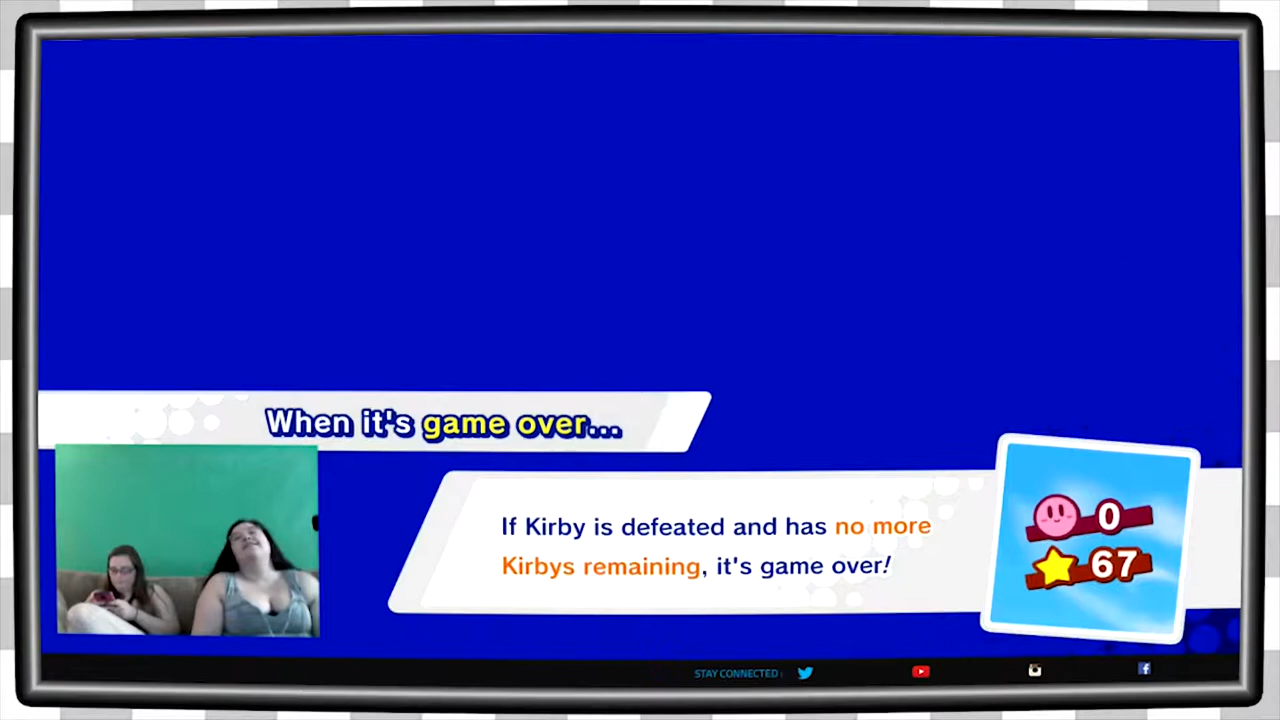 When it's game over...
If Kirby is defeated and has no more
Kirbys remaining, it's game over!
0
67
STAY CONNECTED :